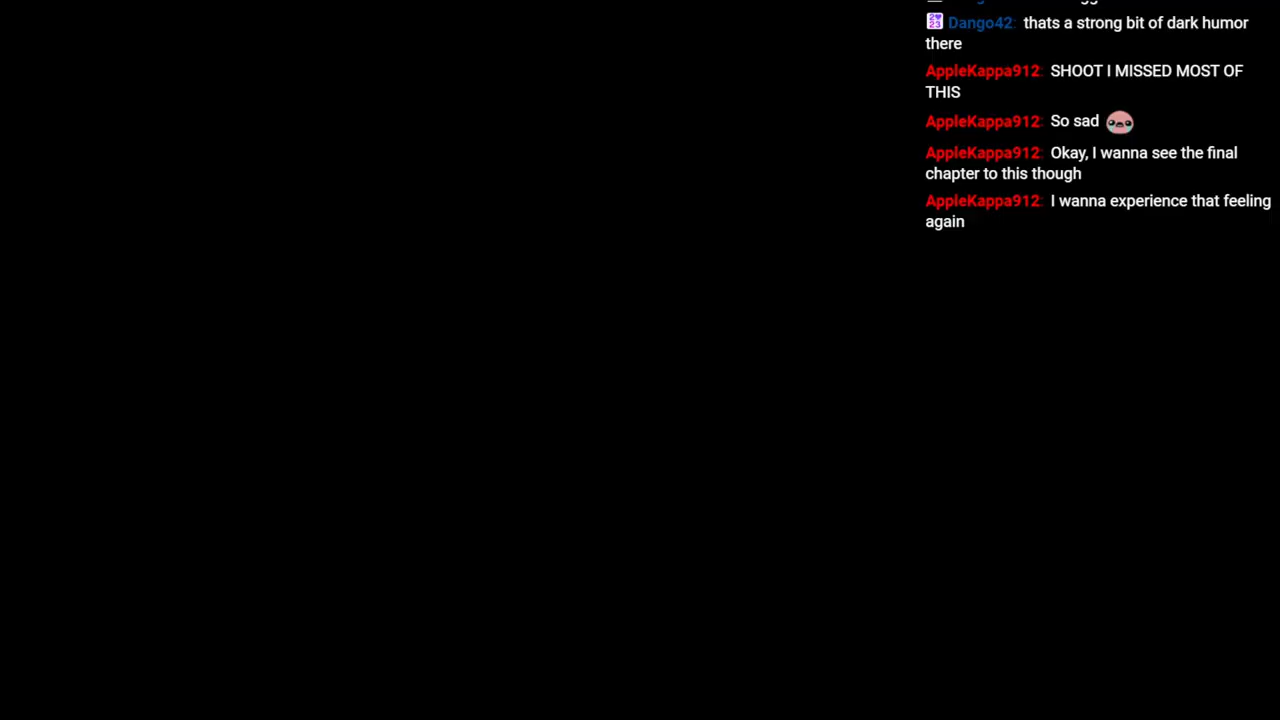 Dango42: thats a strong bit of dark humor
there
AppleKappa912: SHOOT I MISSED MOST OF
THIS
AppleKappa912: So sad
AppleKappa912: Okay, I wanna see the final
chapter to this though
AppleKappa912: I wanna experience that feeling
again